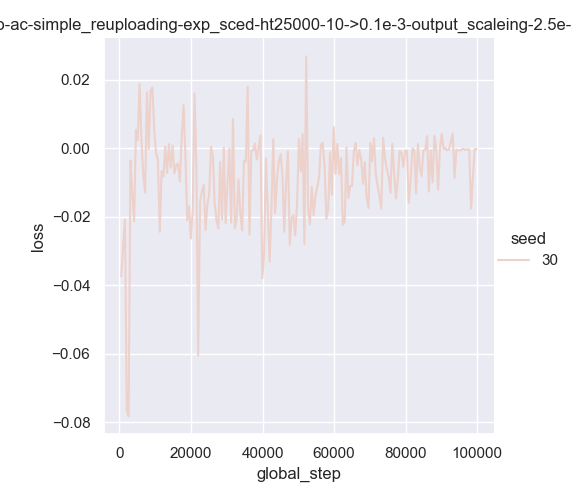 o-ac-simple_reuploading-exp_sced-ht25000-10->0.1e-3-output_scaleing-2.5e-
0.02
0.00
−0.02
−0.04
−0.06
−0.08
loss
0 20000 40000 60000 80000 100000
global_step
seed
30